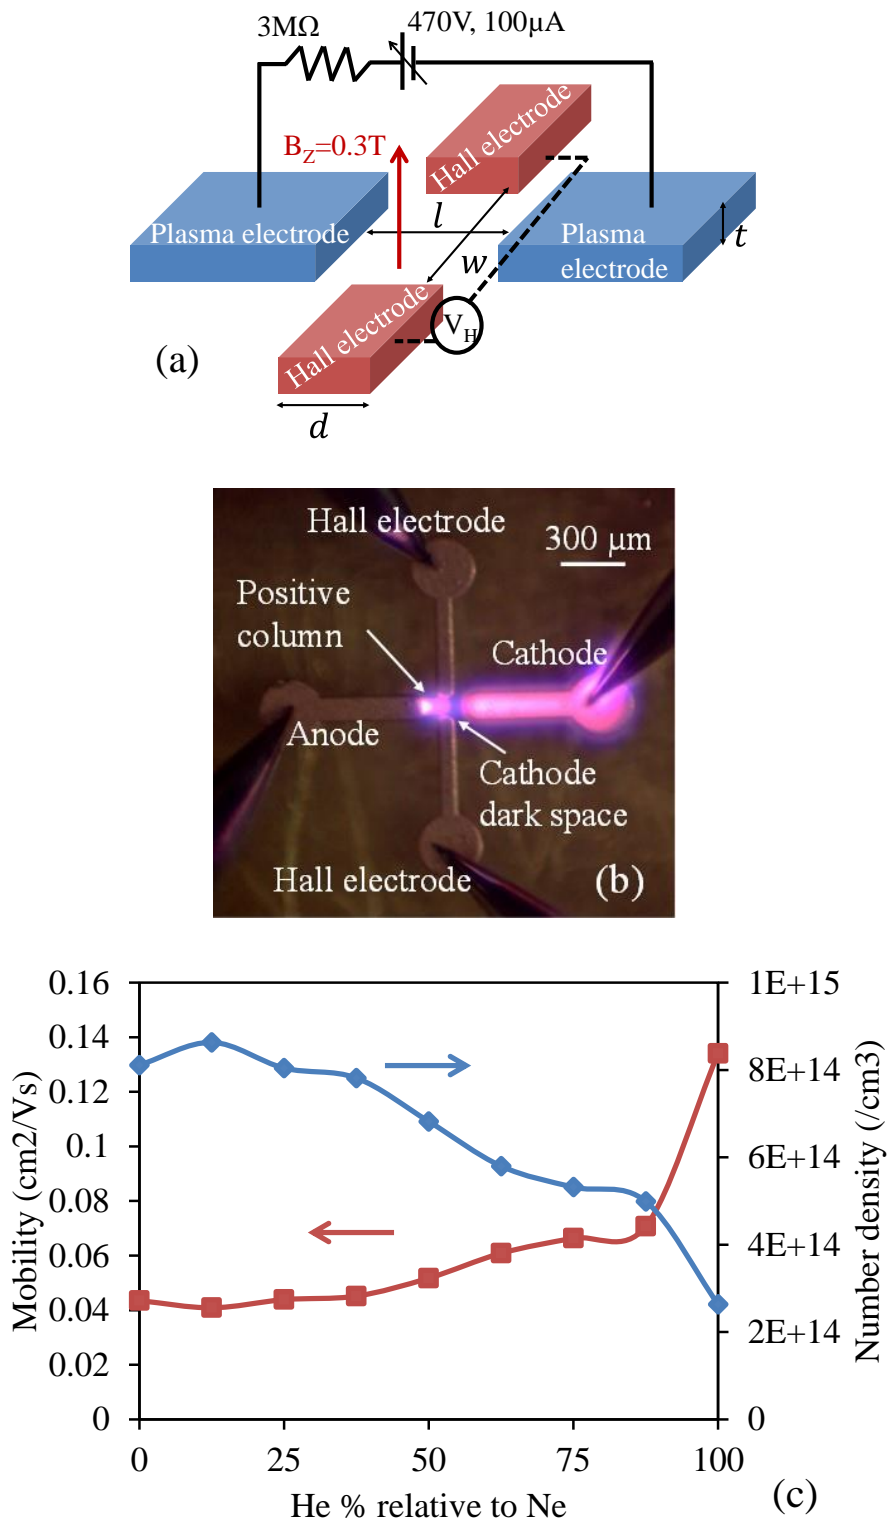 3MΩ
470V, 100µA
B_Z=0.3T
Hall electrode
Plasma electrode
l
w
Plasma
electrode
t
Hall electrode
V_H
(a)
d
Hall electrode
300 µm
Positive
column
Cathode
Anode
Cathode
dark space
Hall electrode
(b)
0.16
0.14
0.12
0.1
0.08
0.06
0.04
0.02
0
Mobility (cm2/Vs)
1E+15
8E+14
6E+14
4E+14
2E+14
0
Number density (/cm3)
0
25
50
75
100
He % relative to Ne
(c)